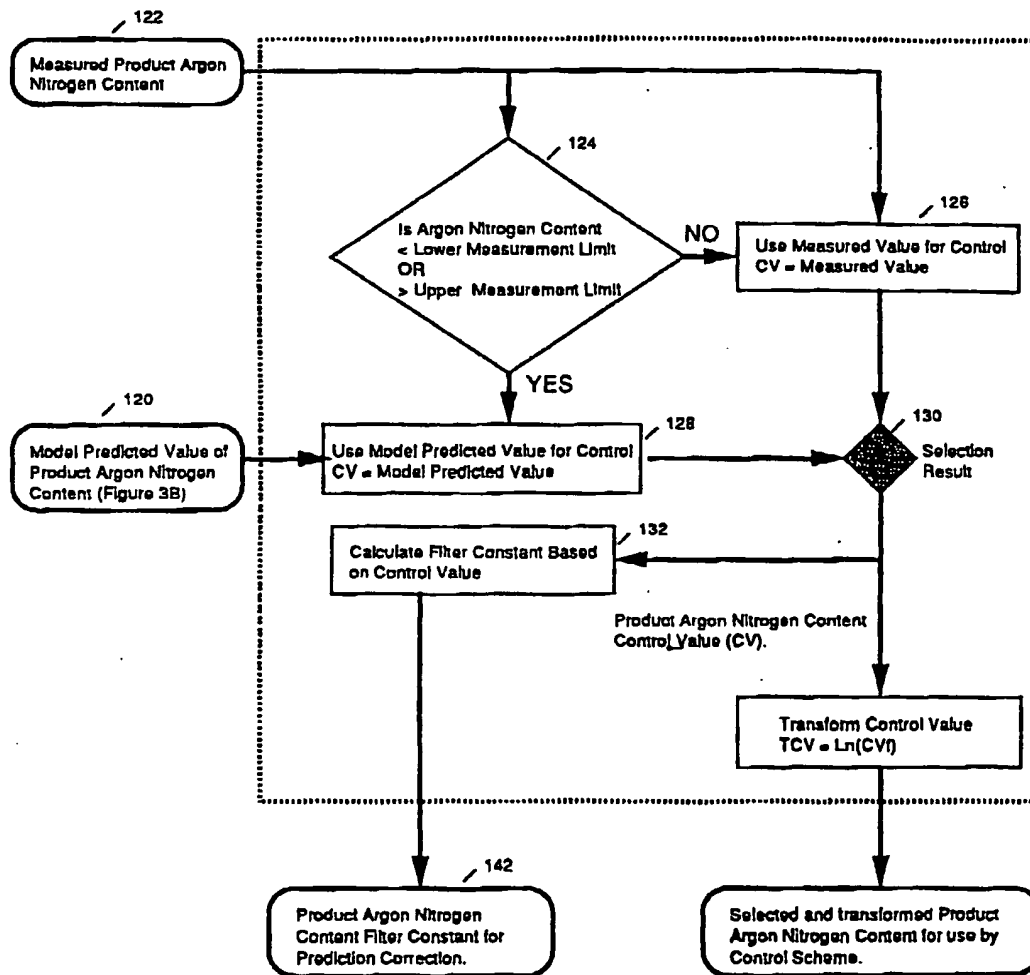 122
Measured Product Argon
Nitrogen Content
124
Is Argon Nitrogen Content
< Lower Measurement Limit
OR
> Upper Measurement Limit
NO
126
Use Measured Value for Control
CV = Measured Value
YES
120
Model Predicted Value of
Product Argon Nitrogen
Content (Figure 3B)
128
Use Model Predicted Value for Control
CV = Model Predicted Value
130
Selection
Result
132
Calculate Filter Constant Based
on Control Value
Product Argon Nitrogen Content
Control Value (CV).
Transform Control Value
TCV = Ln(CVf)
142
Product Argon Nitrogen
Content Filter Constant for
Prediction Correction.
Selected and transformed Product
Argon Nitrogen Content for use by
Control Scheme.